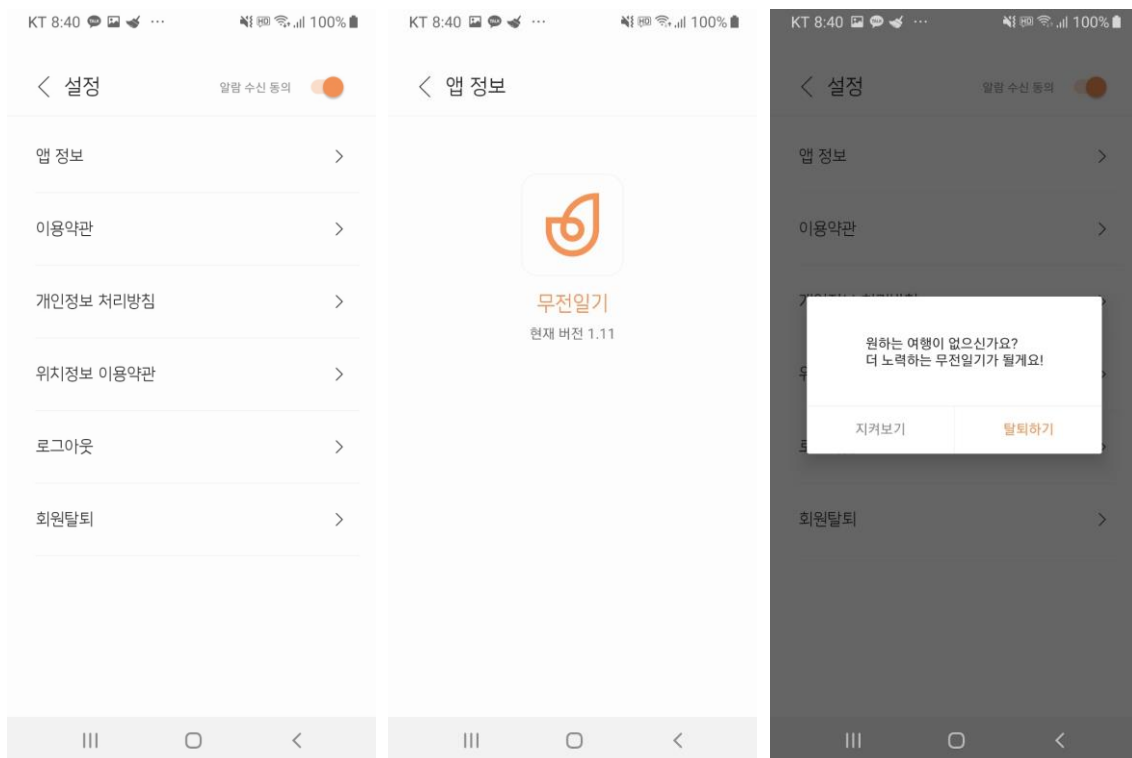 KT 8:40 ··· 100%
설정 알람 수신 동의
앱 정보
이용약관
개인정보 처리방침
위치정보 이용약관
로그아웃
회원탈퇴
KT 8:40 ··· 100%
앱 정보
무전일기
현재 버전 1.11
KT 8:40 ··· 100%
설정 알람 수신 동의
앱 정보
이용약관
원하는 여행이 없으신가요?
더 노력하는 무전일기가 될게요!
지켜보기 탈퇴하기
회원탈퇴